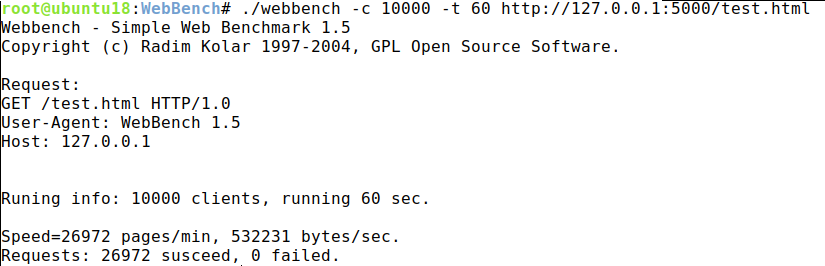 root@ubuntu18:WebBench# ./webbench -c 10000 -t 60 http://127.0.0.1:5000/test.html
Webbench - Simple Web Benchmark 1.5
Copyright (c) Radim Kolar 1997-2004, GPL Open Source Software.
Request:
GET /test.html HTTP/1.0
User-Agent: WebBench 1.5
Host: 127.0.0.1
Runing info: 10000 clients, running 60 sec.
Speed=26972 pages/min, 532231 bytes/sec.
Requests: 26972 susceed, 0 failed.